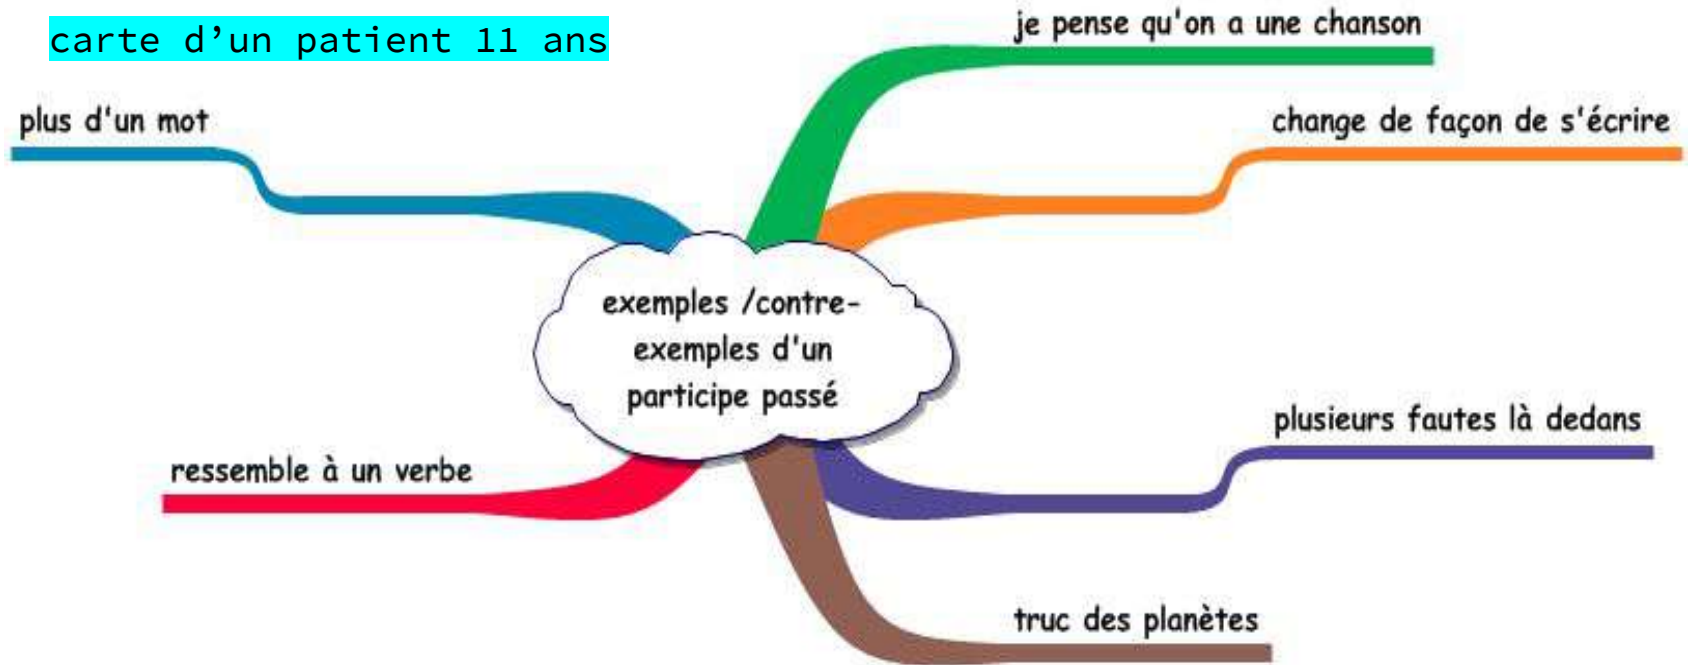 carte d’un patient 11 ans
je pense qu'on a une chanson
plus d'un mot
change de façon de s'écrire
exemples /contre-
exemples d'un
participe passé
plusieurs fautes là dedans
ressemble à un verbe
truc des planètes